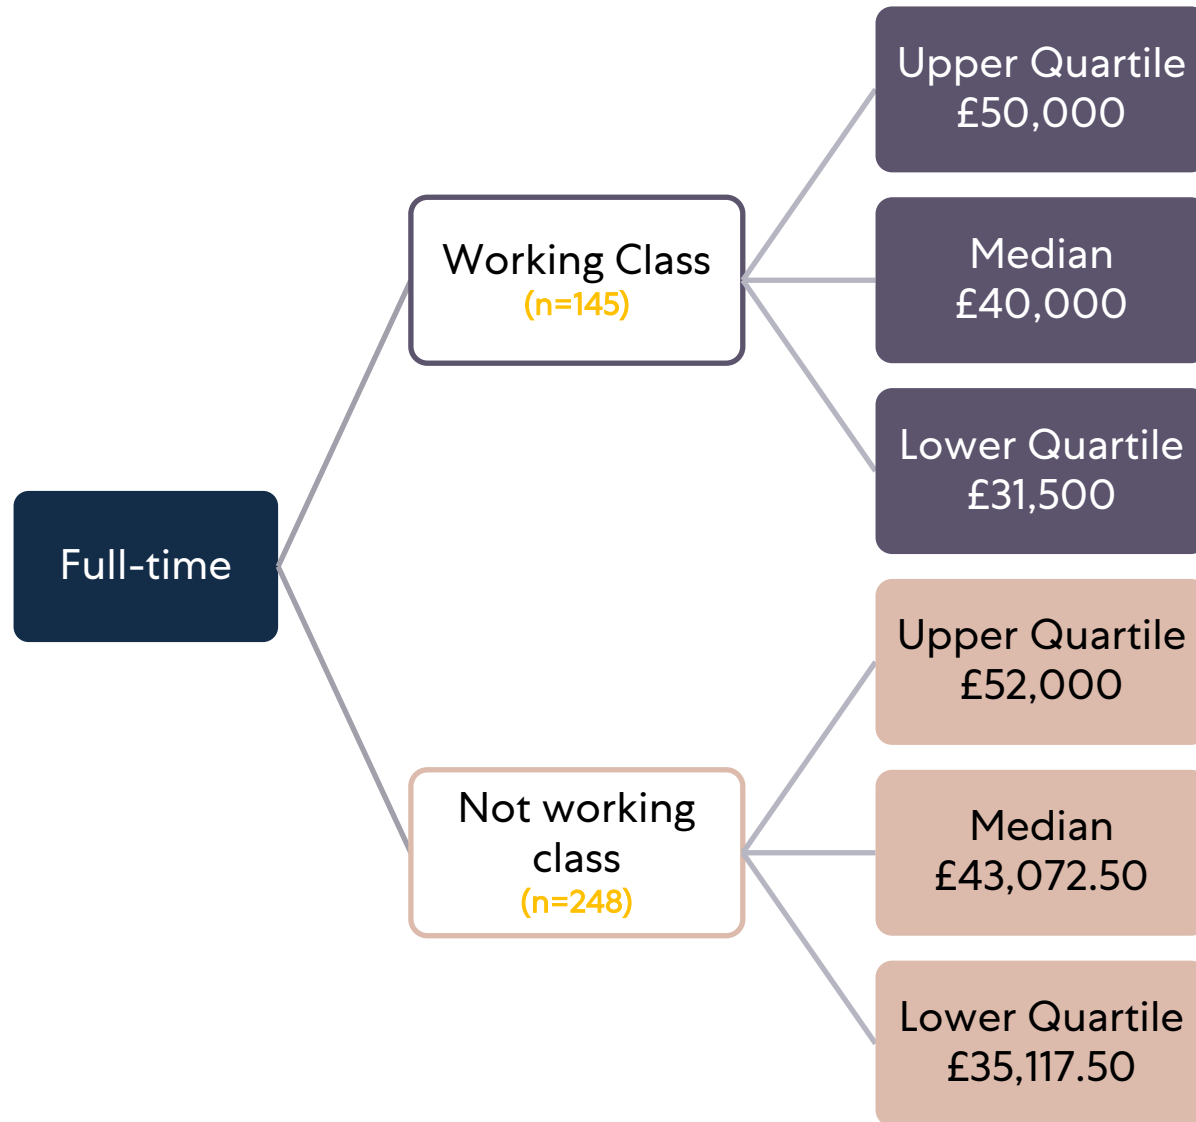 Full-time
Working Class
(n=145)
Upper Quartile
£50,000
Median
£40,000
Lower Quartile
£31,500
Not working
class
(n=248)
Upper Quartile
£52,000
Median
£43,072.50
Lower Quartile
£35,117.50